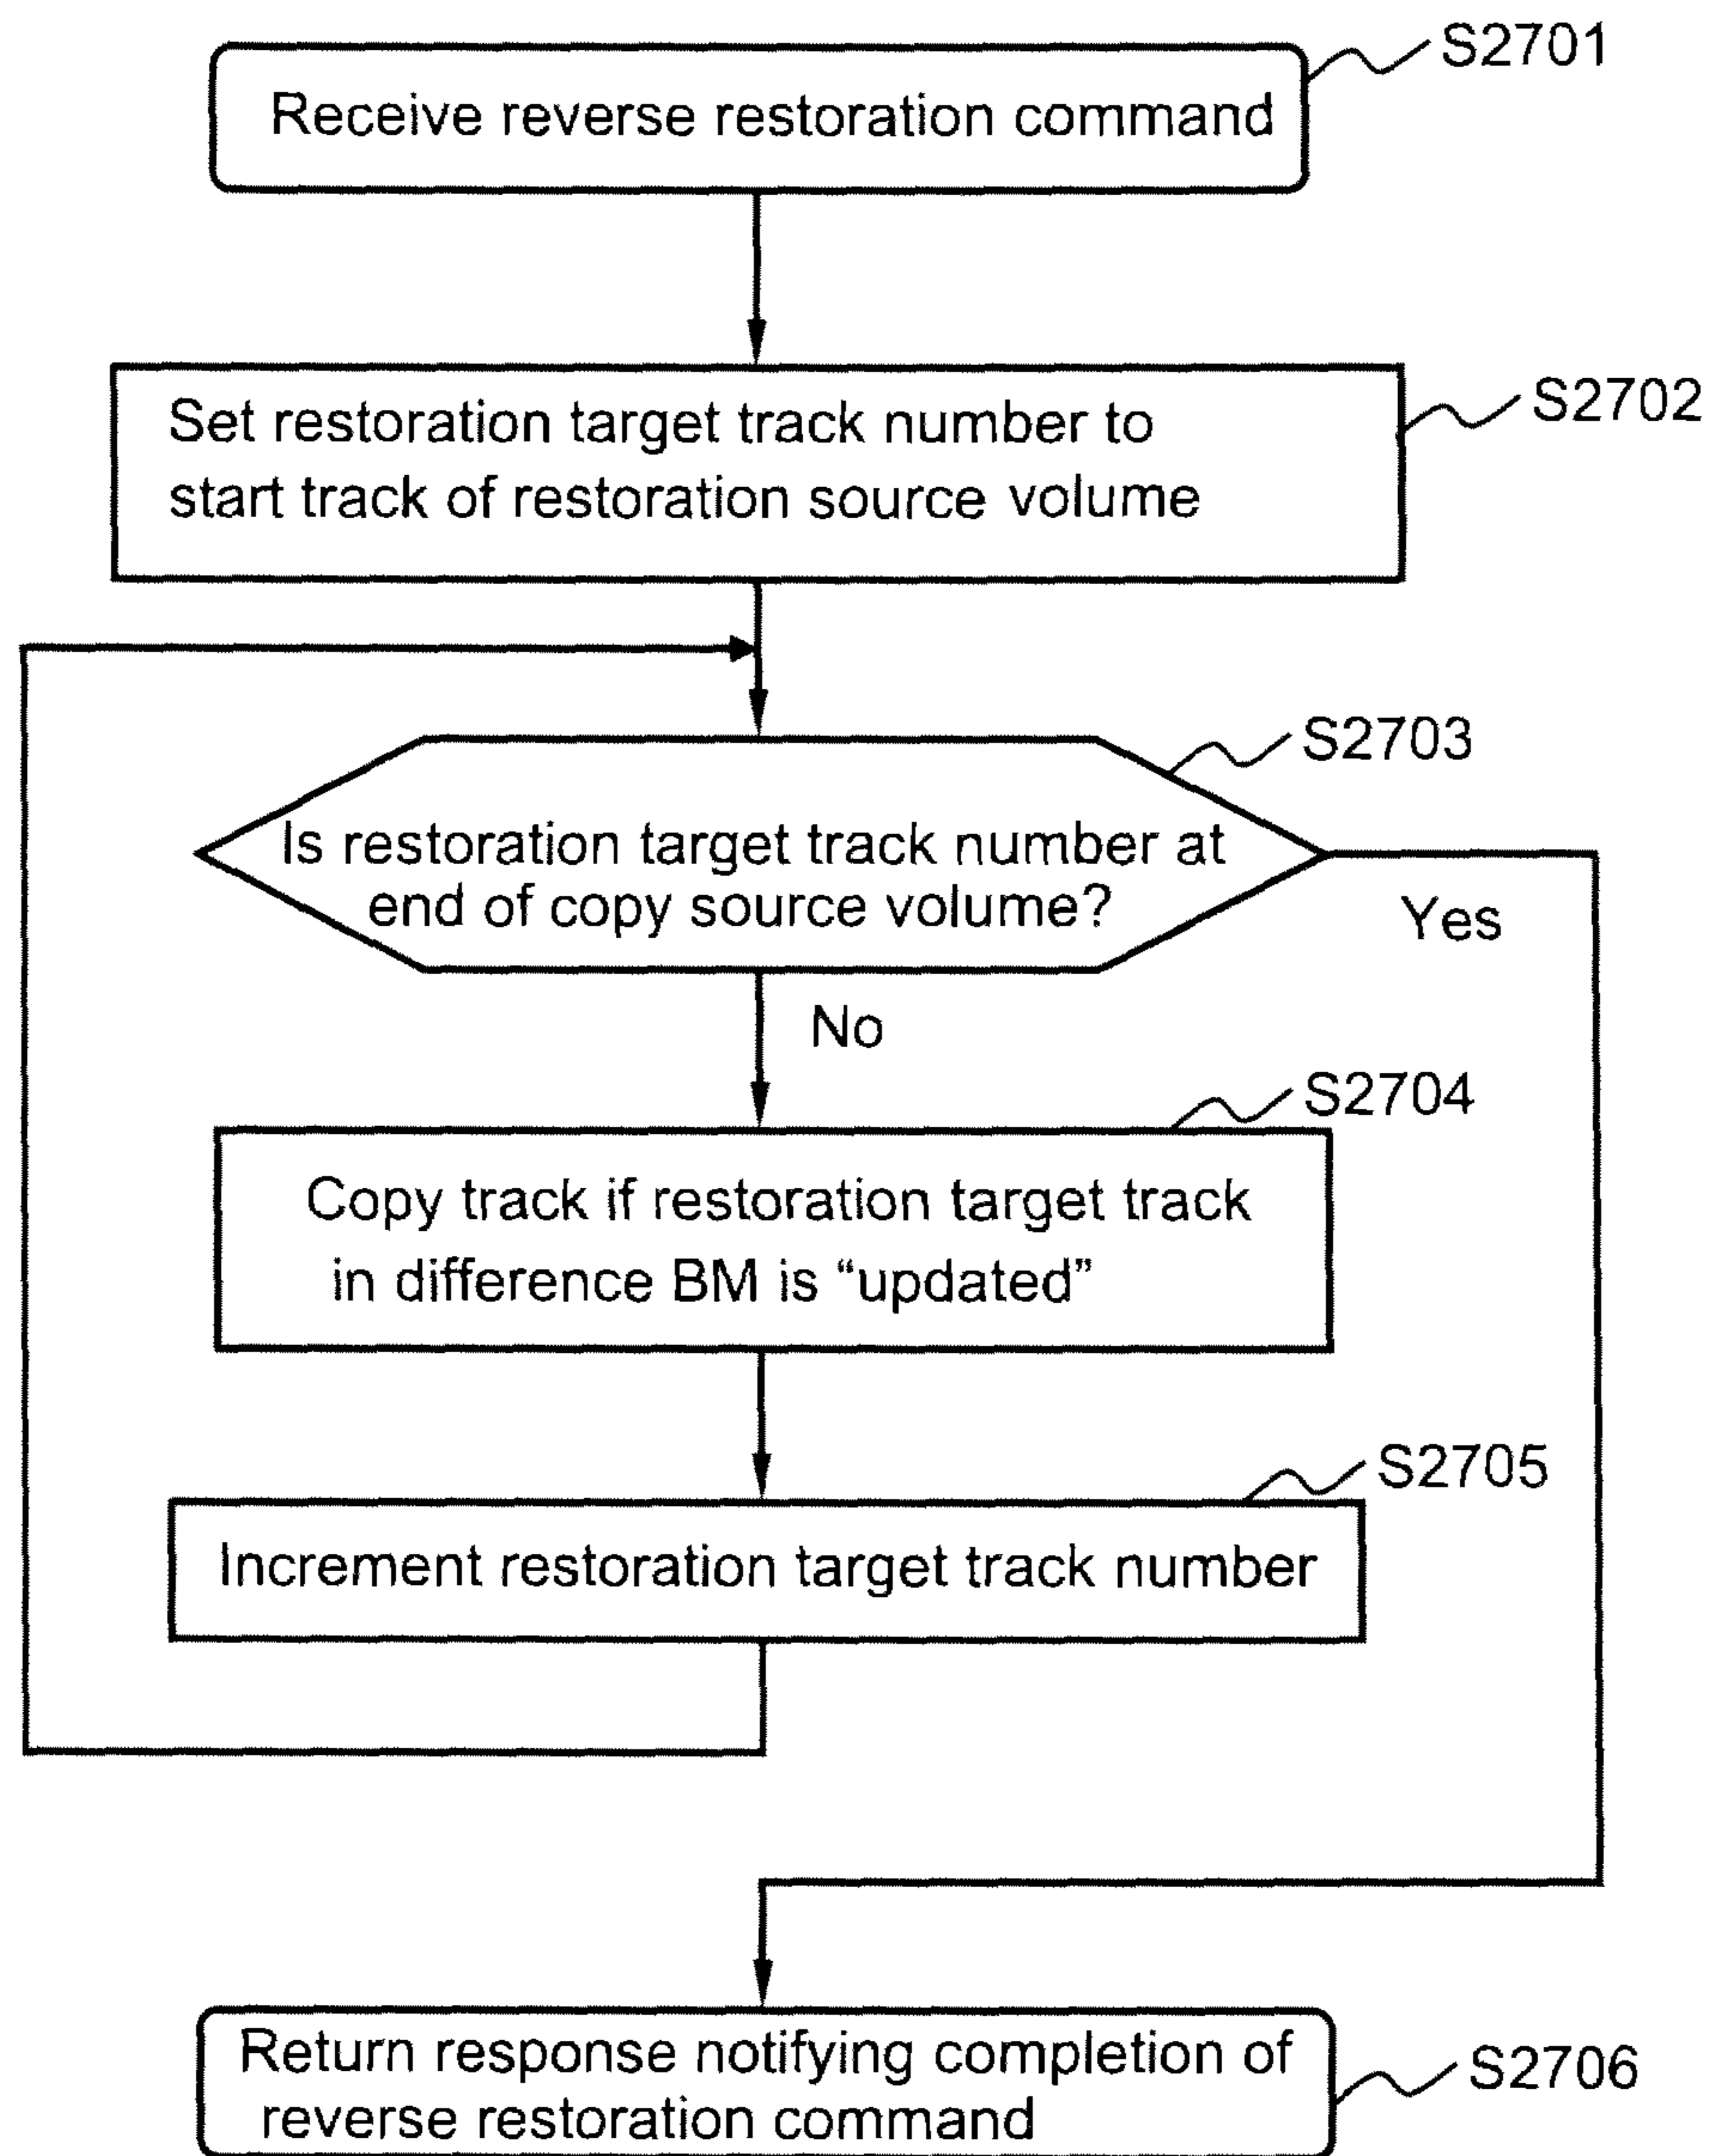 S2701
Receive reverse restoration command
S2702
Set restoration target track number to
start track of restoration source volume
S2703
Is restoration target track number at
end of copy source volume?
Yes
No
S2704
Copy track if restoration target track
in difference BM is “updated”
S2705
Increment restoration target track number
Return response notifying completion of
reverse restoration command
S2706